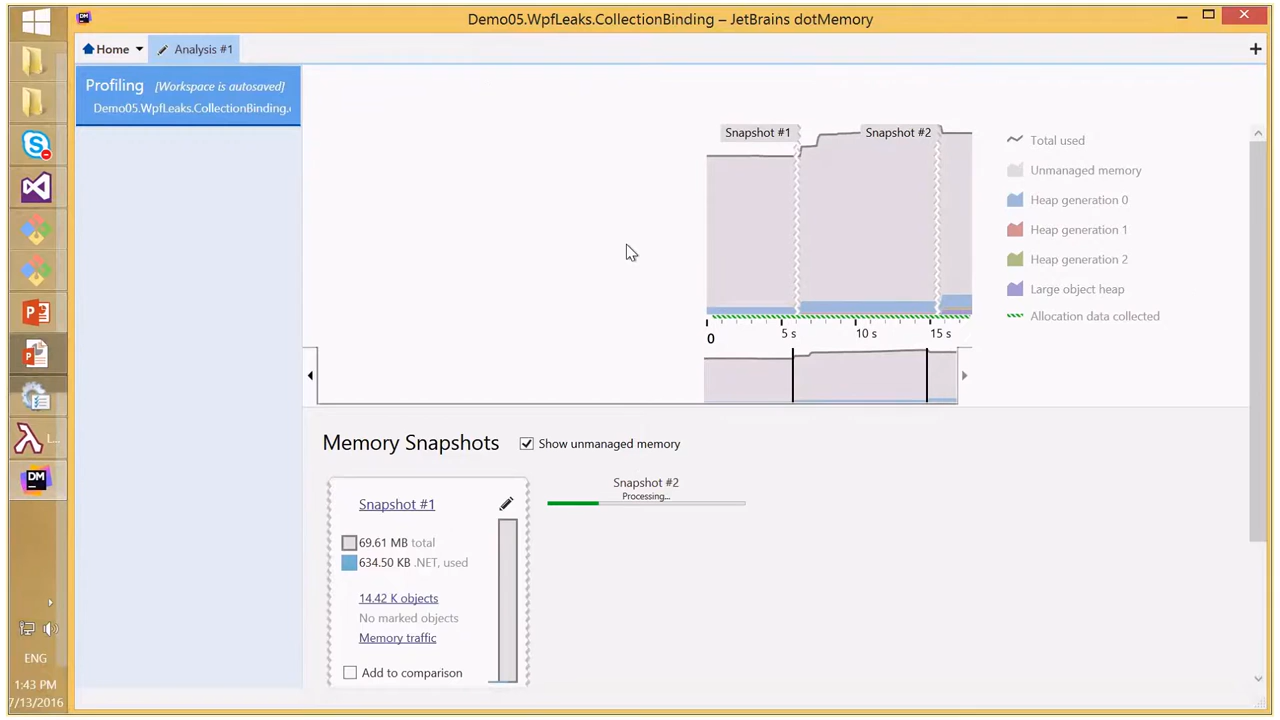 Demo05.WpfLeaks.CollectionBinding – JetBrains dotMemory
Home
Analysis #1
Profiling [Workspace is autosaved]
Demo05.WpfLeaks.CollectionBinding.
Snapshot #1
Snapshot #2
Total used
Unmanaged memory
Heap generation 0
Heap generation 1
Heap generation 2
Large object heap
Allocation data collected
0
5 s
10 s
15 s
Memory Snapshots
Show unmanaged memory
Snapshot #1
69.61 MB total
634.50 KB .NET, used
14.42 K objects
No marked objects
Memory traffic
Add to comparison
Snapshot #2
Processing...
DM
DM
L...
ENG
1:43 PM
7/13/2016